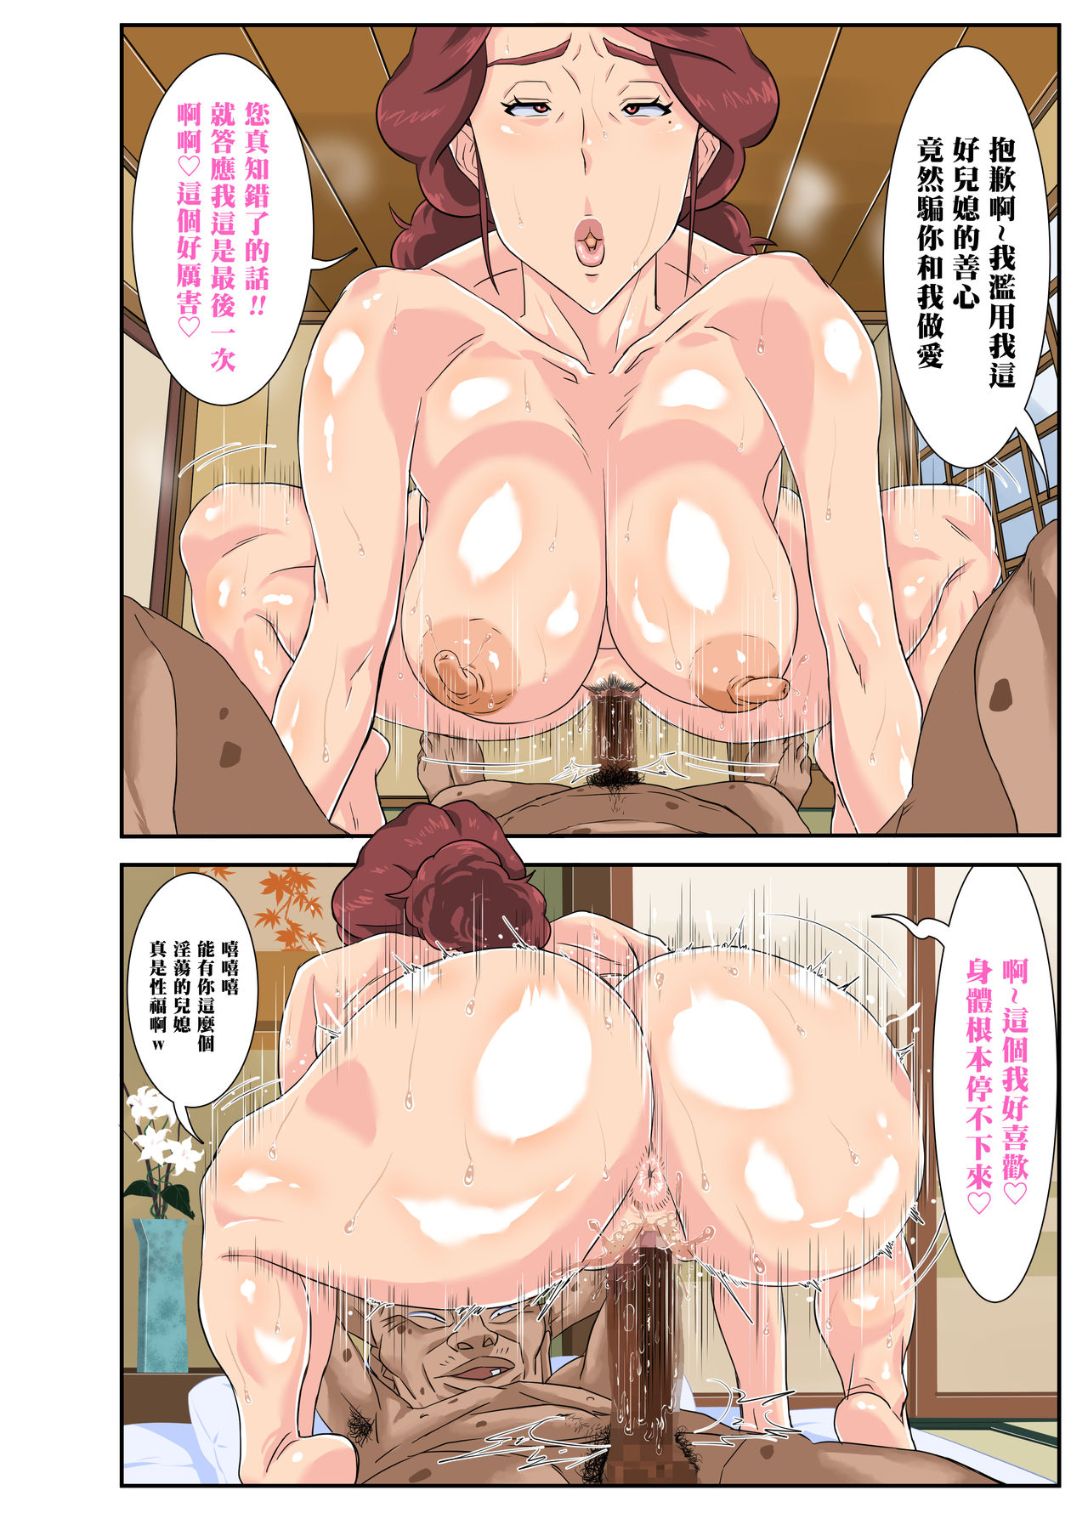 抱歉啊～我濫用我這
好兒媳的善心
竟然騙你和我做愛
您真知錯了的話!!
就答應我這是最後一次
啊啊♡這個好厲害♡
啊～這個我好喜歡♡
身體根本停不下來♡
嘻嘻嘻
能有你這麼個
淫蕩的兒媳
真是性福啊w